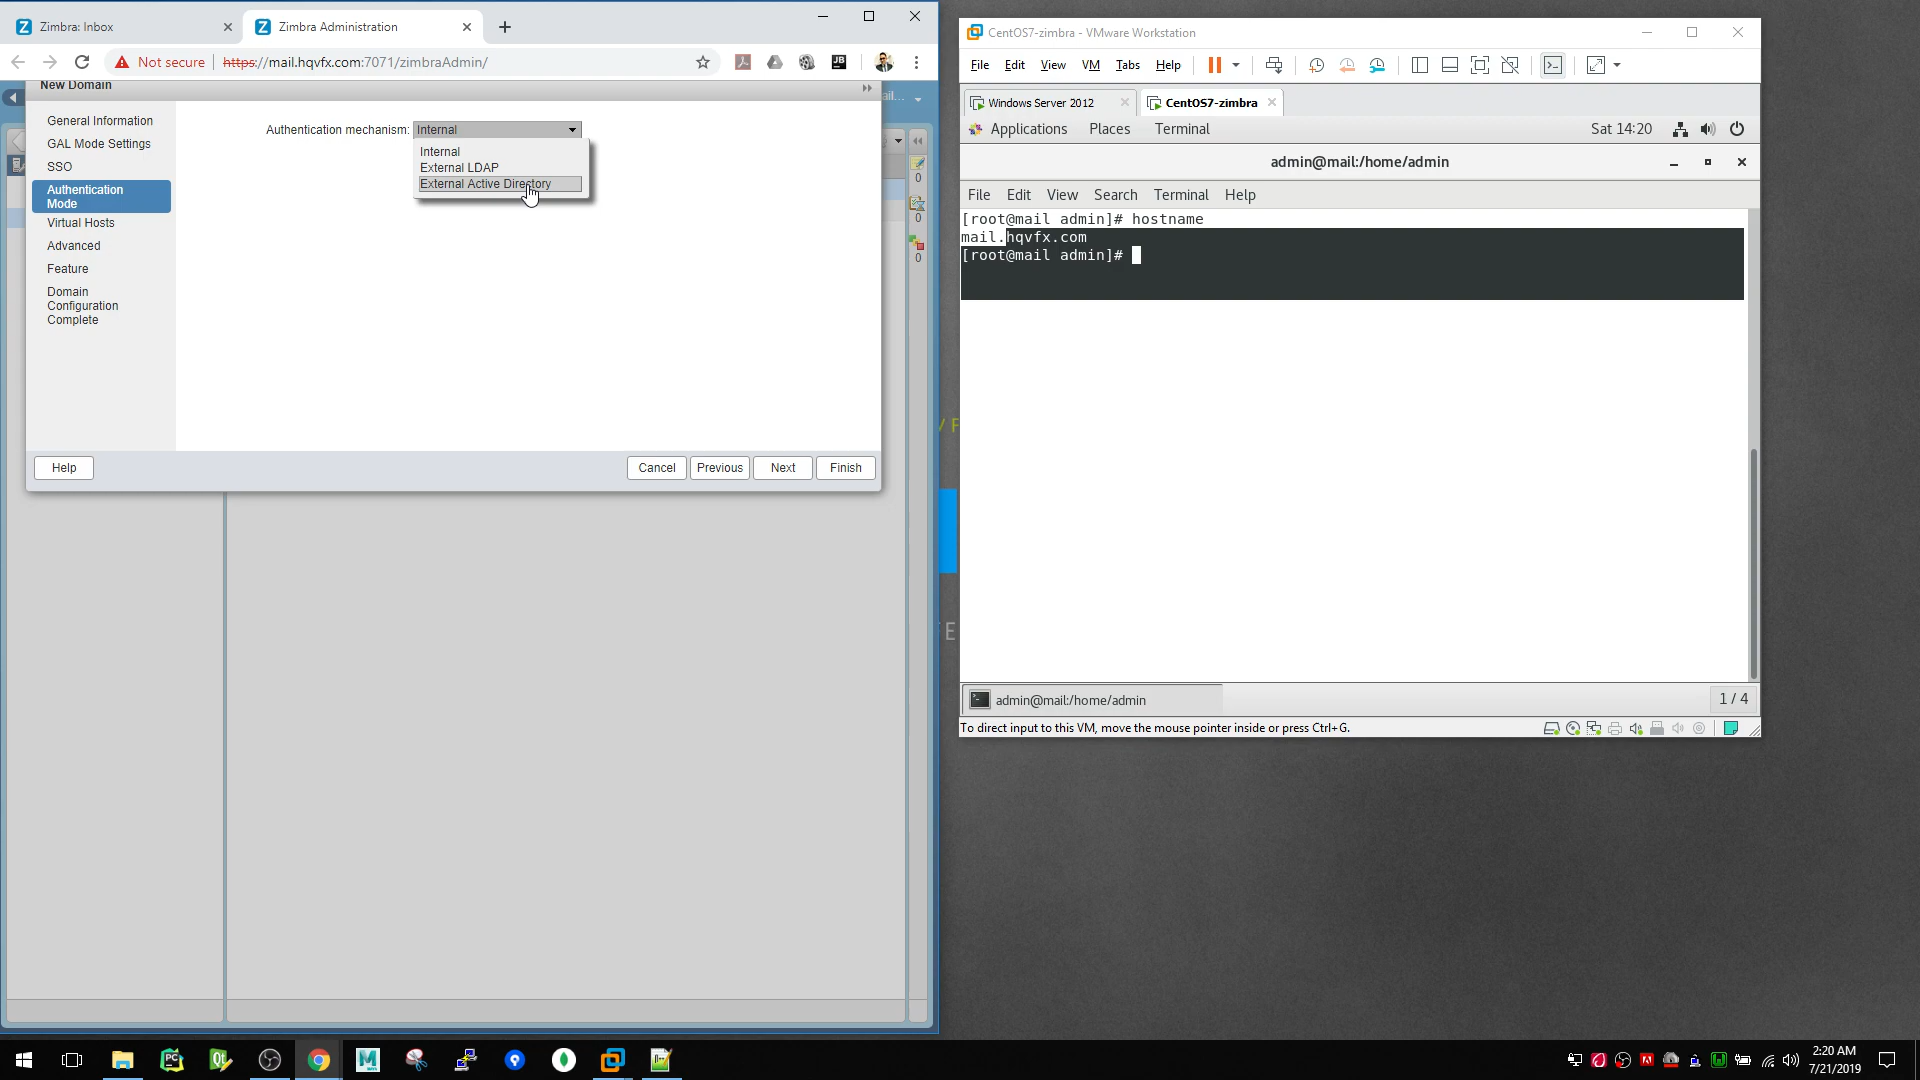 Zimbra: Inbox
Zimbra Administration
Not secure
https://mail.hqvfx.com:7071/zimbraAdmin/
New Domain
General Information
GAL Mode Settings
SSO
Authentication
Mode
Virtual Hosts
Advanced
Feature
Domain
Configuration
Complete
Authentication mechanism: Internal
Internal
External LDAP
External Active Directory
ail...
0
0
0
Help
Cancel
Previous
Next
Finish
CentOS7-zimbra - VMware Workstation
File Edit View VM Tabs Help
Windows Server 2012
CentOS7-zimbra
Applications Places Terminal
Sat 14:20
admin@mail:/home/admin
File Edit View Search Terminal Help
[root@mail admin]# hostname
mail.hqvfx.com
[root@mail admin]#
admin@mail:/home/admin
1 / 4
To direct input to this VM, move the mouse pointer inside or press Ctrl+G.
2:20 AM
7/21/2019